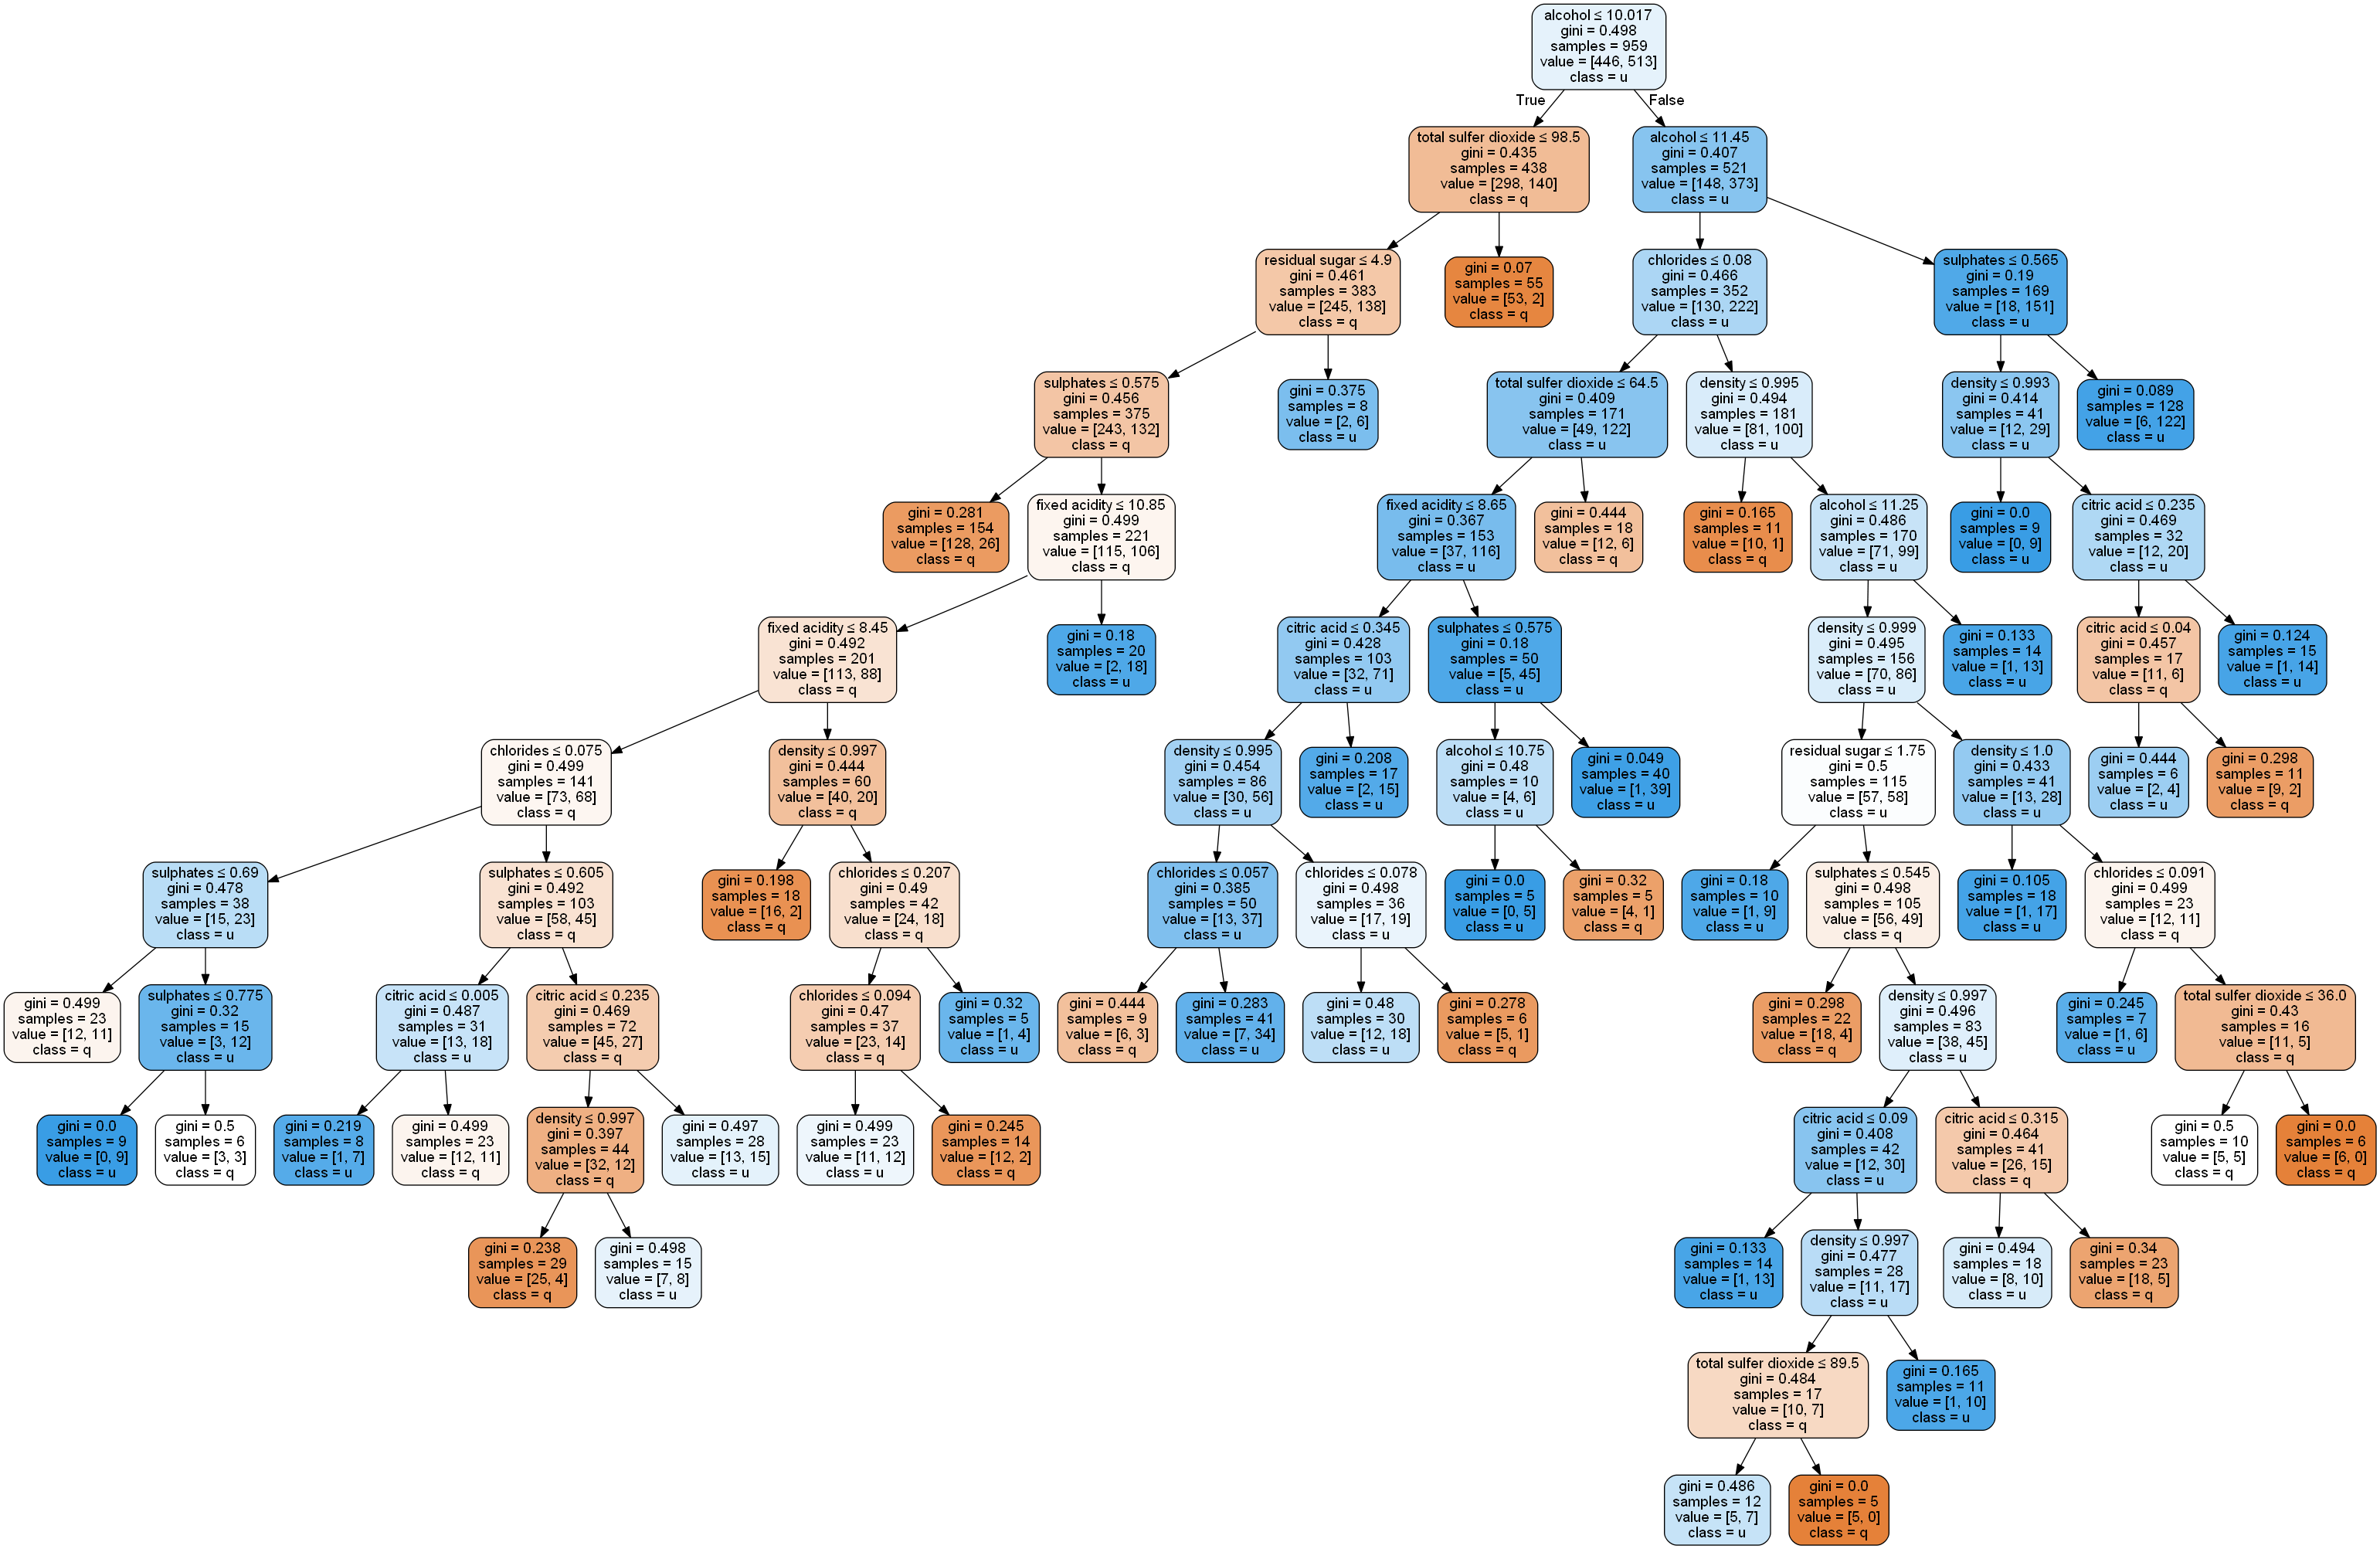 alcohol ≤ 10.017
gini = 0.498
samples = 959
value = [446, 513]
class = u
True
False
total sulfer dioxide ≤ 98.5
gini = 0.435
samples = 438
value = [298, 140]
class = q
alcohol ≤ 11.45
gini = 0.407
samples = 521
value = [148, 373]
class = u
residual sugar ≤ 4.9
gini = 0.461
samples = 383
value = [245, 138]
class = q
gini = 0.07
samples = 55
value = [53, 2]
class = q
chlorides ≤ 0.08
gini = 0.466
samples = 352
value = [130, 222]
class = u
sulphates ≤ 0.565
gini = 0.19
samples = 169
value = [18, 151]
class = u
sulphates ≤ 0.575
gini = 0.456
samples = 375
value = [243, 132]
class = q
gini = 0.375
samples = 8
value = [2, 6]
class = u
total sulfer dioxide ≤ 64.5
gini = 0.409
samples = 171
value = [49, 122]
class = u
density ≤ 0.995
gini = 0.494
samples = 181
value = [81, 100]
class = u
density ≤ 0.993
gini = 0.414
samples = 41
value = [12, 29]
class = u
gini = 0.089
samples = 128
value = [6, 122]
class = u
gini = 0.281
samples = 154
value = [128, 26]
class = q
fixed acidity ≤ 10.85
gini = 0.499
samples = 221
value = [115, 106]
class = q
fixed acidity ≤ 8.65
gini = 0.367
samples = 153
value = [37, 116]
class = u
gini = 0.444
samples = 18
value = [12, 6]
class = q
gini = 0.165
samples = 11
value = [10, 1]
class = q
alcohol ≤ 11.25
gini = 0.486
samples = 170
value = [71, 99]
class = u
gini = 0.0
samples = 9
value = [0, 9]
class = u
citric acid ≤ 0.235
gini = 0.469
samples = 32
value = [12, 20]
class = u
fixed acidity ≤ 8.45
gini = 0.492
samples = 201
value = [113, 88]
class = q
gini = 0.18
samples = 20
value = [2, 18]
class = u
citric acid ≤ 0.345
gini = 0.428
samples = 103
value = [32, 71]
class = u
sulphates ≤ 0.575
gini = 0.18
samples = 50
value = [5, 45]
class = u
density ≤ 0.999
gini = 0.495
samples = 156
value = [70, 86]
class = u
gini = 0.133
samples = 14
value = [1, 13]
class = u
citric acid ≤ 0.04
gini = 0.457
samples = 17
value = [11, 6]
class = q
gini = 0.124
samples = 15
value = [1, 14]
class = u
chlorides ≤ 0.075
gini = 0.499
samples = 141
value = [73, 68]
class = q
density ≤ 0.997
gini = 0.444
samples = 60
value = [40, 20]
class = q
density ≤ 0.995
gini = 0.454
samples = 86
value = [30, 56]
class = u
gini = 0.208
samples = 17
value = [2, 15]
class = u
alcohol ≤ 10.75
gini = 0.48
samples = 10
value = [4, 6]
class = u
gini = 0.049
samples = 40
value = [1, 39]
class = u
residual sugar ≤ 1.75
gini = 0.5
samples = 115
value = [57, 58]
class = u
density ≤ 1.0
gini = 0.433
samples = 41
value = [13, 28]
class = u
gini = 0.444
samples = 6
value = [2, 4]
class = u
gini = 0.298
samples = 11
value = [9, 2]
class = q
sulphates ≤ 0.69
gini = 0.478
samples = 38
value = [15, 23]
class = u
sulphates ≤ 0.605
gini = 0.492
samples = 103
value = [58, 45]
class = q
gini = 0.198
samples = 18
value = [16, 2]
class = q
chlorides ≤ 0.207
gini = 0.49
samples = 42
value = [24, 18]
class = q
chlorides ≤ 0.057
gini = 0.385
samples = 50
value = [13, 37]
class = u
chlorides ≤ 0.078
gini = 0.498
samples = 36
value = [17, 19]
class = u
gini = 0.0
samples = 5
value = [0, 5]
class = u
gini = 0.32
samples = 5
value = [4, 1]
class = q
gini = 0.18
samples = 10
value = [1, 9]
class = u
sulphates ≤ 0.545
gini = 0.498
samples = 105
value = [56, 49]
class = q
gini = 0.105
samples = 18
value = [1, 17]
class = u
chlorides ≤ 0.091
gini = 0.499
samples = 23
value = [12, 11]
class = q
gini = 0.499
samples = 23
value = [12, 11]
class = q
sulphates ≤ 0.775
gini = 0.32
samples = 15
value = [3, 12]
class = u
citric acid ≤ 0.005
gini = 0.487
samples = 31
value = [13, 18]
class = u
citric acid ≤ 0.235
gini = 0.469
samples = 72
value = [45, 27]
class = q
chlorides ≤ 0.094
gini = 0.47
samples = 37
value = [23, 14]
class = q
gini = 0.32
samples = 5
value = [1, 4]
class = u
gini = 0.444
samples = 9
value = [6, 3]
class = q
gini = 0.283
samples = 41
value = [7, 34]
class = u
gini = 0.48
samples = 30
value = [12, 18]
class = u
gini = 0.278
samples = 6
value = [5, 1]
class = q
gini = 0.298
samples = 22
value = [18, 4]
class = q
density ≤ 0.997
gini = 0.496
samples = 83
value = [38, 45]
class = u
gini = 0.245
samples = 7
value = [1, 6]
class = u
total sulfer dioxide ≤ 36.0
gini = 0.43
samples = 16
value = [11, 5]
class = q
gini = 0.0
samples = 9
value = [0, 9]
class = u
gini = 0.5
samples = 6
value = [3, 3]
class = q
gini = 0.219
samples = 8
value = [1, 7]
class = u
gini = 0.499
samples = 23
value = [12, 11]
class = q
density ≤ 0.997
gini = 0.397
samples = 44
value = [32, 12]
class = q
gini = 0.497
samples = 28
value = [13, 15]
class = u
gini = 0.499
samples = 23
value = [11, 12]
class = u
gini = 0.245
samples = 14
value = [12, 2]
class = q
citric acid ≤ 0.09
gini = 0.408
samples = 42
value = [12, 30]
class = u
citric acid ≤ 0.315
gini = 0.464
samples = 41
value = [26, 15]
class = q
gini = 0.5
samples = 10
value = [5, 5]
class = q
gini = 0.0
samples = 6
value = [6, 0]
class = q
gini = 0.238
samples = 29
value = [25, 4]
class = q
gini = 0.498
samples = 15
value = [7, 8]
class = u
gini = 0.133
samples = 14
value = [1, 13]
class = u
density ≤ 0.997
gini = 0.477
samples = 28
value = [11, 17]
class = u
gini = 0.494
samples = 18
value = [8, 10]
class = u
gini = 0.34
samples = 23
value = [18, 5]
class = q
total sulfer dioxide ≤ 89.5
gini = 0.484
samples = 17
value = [10, 7]
class = q
gini = 0.165
samples = 11
value = [1, 10]
class = u
gini = 0.486
samples = 12
value = [5, 7]
class = u
gini = 0.0
samples = 5
value = [5, 0]
class = q